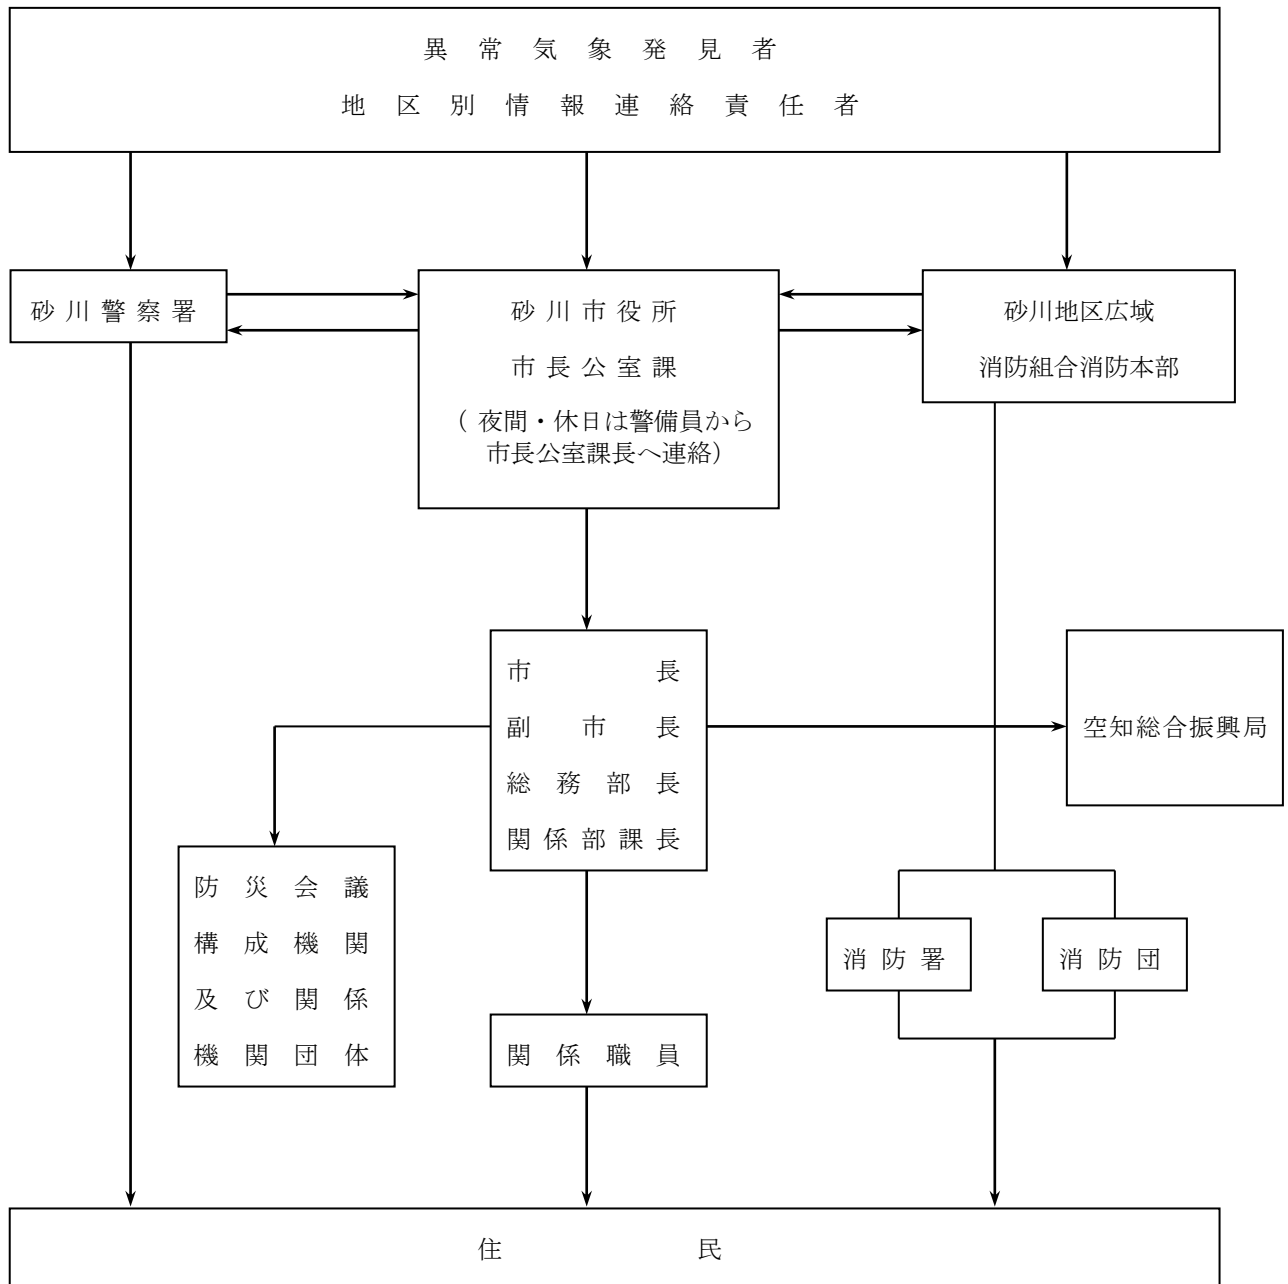 異常気象発見者
地区別情報連絡責任者
砂川警察署
砂川市役所
市長公室課
（夜間・休日は警備員から
市長公室課長へ連絡）
砂川地区広域
消防組合消防本部
市長
副市長
総務部長
関係部課長
空知総合振興局
防災会議
構成機関
及び関係
機関団体
消防署
消防団
関係職員
住民